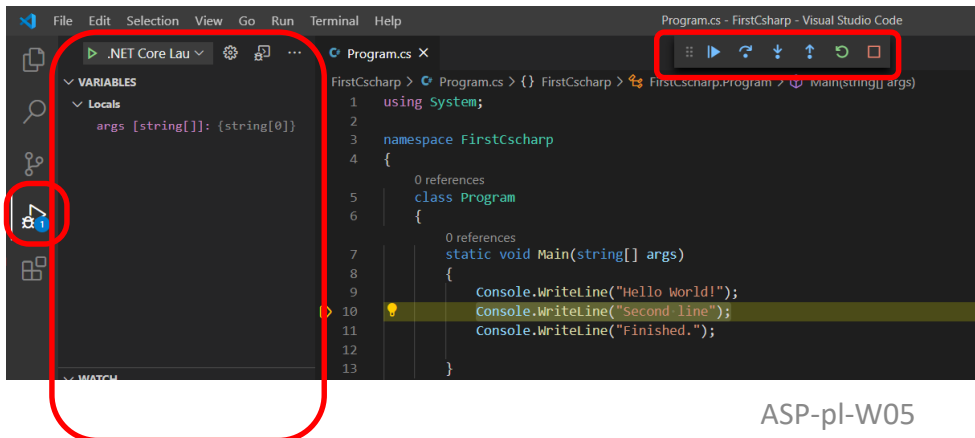 File Edit Selection View Go Run Terminal Help Program.cs - FirstCsharp - Visual Studio Code
.NET Core Lau
Program.cs
VARIABLES
Locals
args [string[]]: {string[0]}
WATCH
FirstCscharp > Program.cs > {} FirstCscharp > FirstCscharp.Program > Main(string[] args)
1 using System;
2
3 namespace FirstCscharp
4 {
0 references
5 class Program
6 {
0 references
7 static void Main(string[] args)
8 {
9 Console.WriteLine("Hello World!");
10 Console.WriteLine("Second line");
11 Console.WriteLine("Finished.");
12
13 }
1
ASP-pl-W05